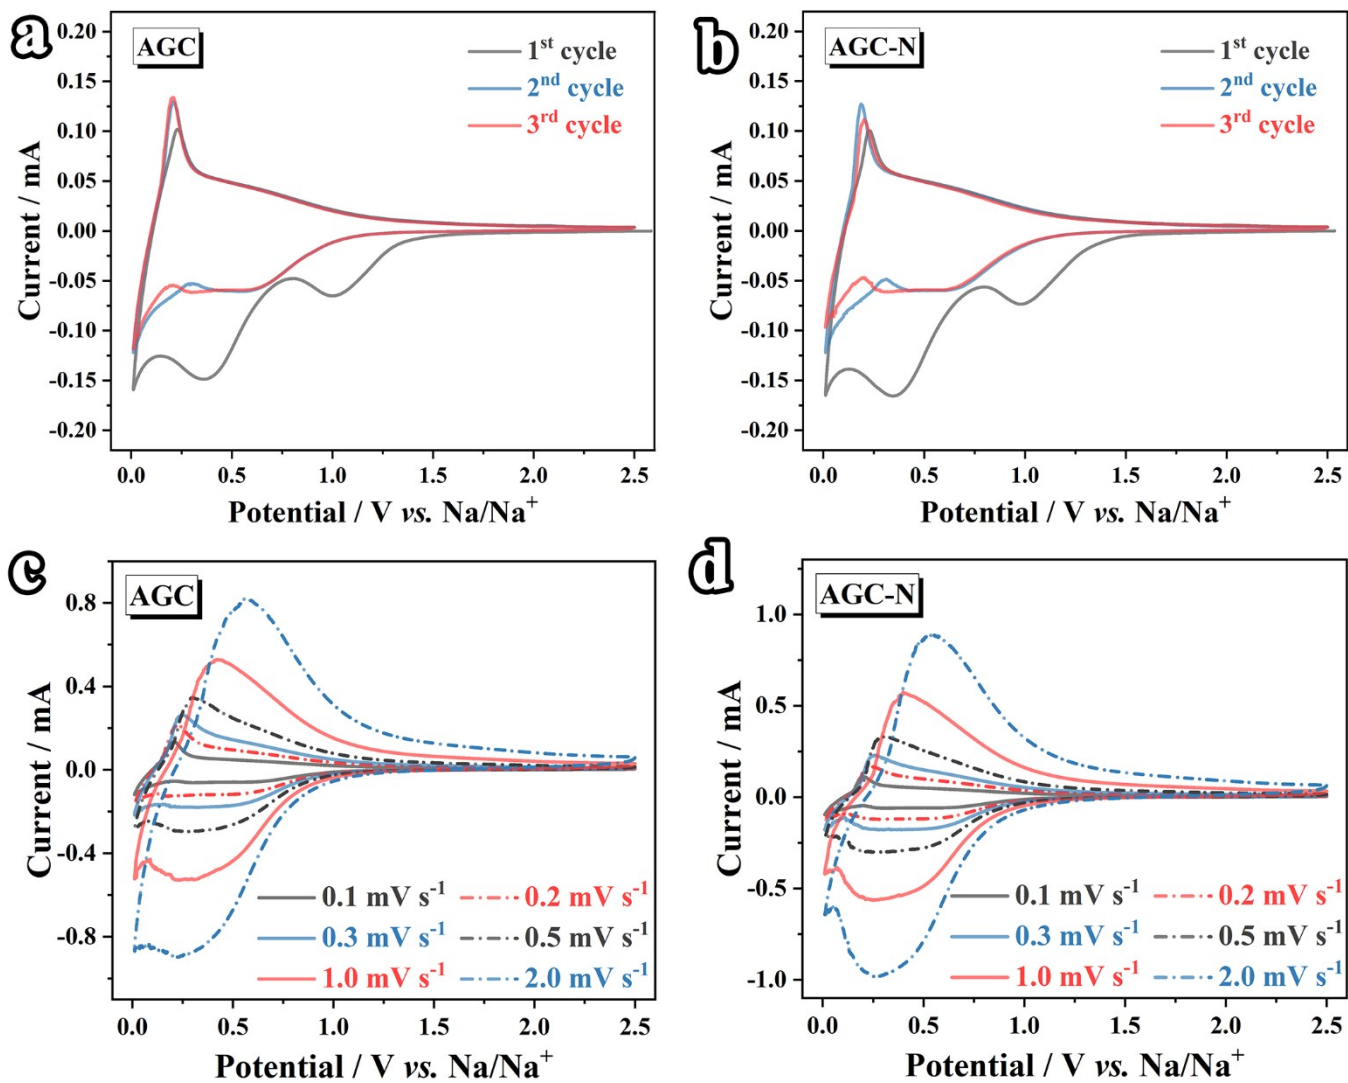 a
AGC
1st cycle
2nd cycle
3rd cycle
0.20
0.15
0.10
0.05
0.00
-0.05
-0.10
-0.15
-0.20
Current / mA
0.0 0.5 1.0 1.5 2.0 2.5
Potential / V vs. Na/Na+
b
AGC-N
1st cycle
2nd cycle
3rd cycle
0.20
0.15
0.10
0.05
0.00
-0.05
-0.10
-0.15
-0.20
Current / mA
0.0 0.5 1.0 1.5 2.0 2.5
Potential / V vs. Na/Na+
c
AGC
0.8
0.4
0.0
-0.4
-0.8
Current / mA
0.1 mV s-1 0.2 mV s-1
0.3 mV s-1 0.5 mV s-1
1.0 mV s-1 2.0 mV s-1
0.0 0.5 1.0 1.5 2.0 2.5
Potential / V vs. Na/Na+
d
AGC-N
1.0
0.5
0.0
-0.5
-1.0
Current / mA
0.1 mV s-1 0.2 mV s-1
0.3 mV s-1 0.5 mV s-1
1.0 mV s-1 2.0 mV s-1
0.0 0.5 1.0 1.5 2.0 2.5
Potential / V vs. Na/Na+